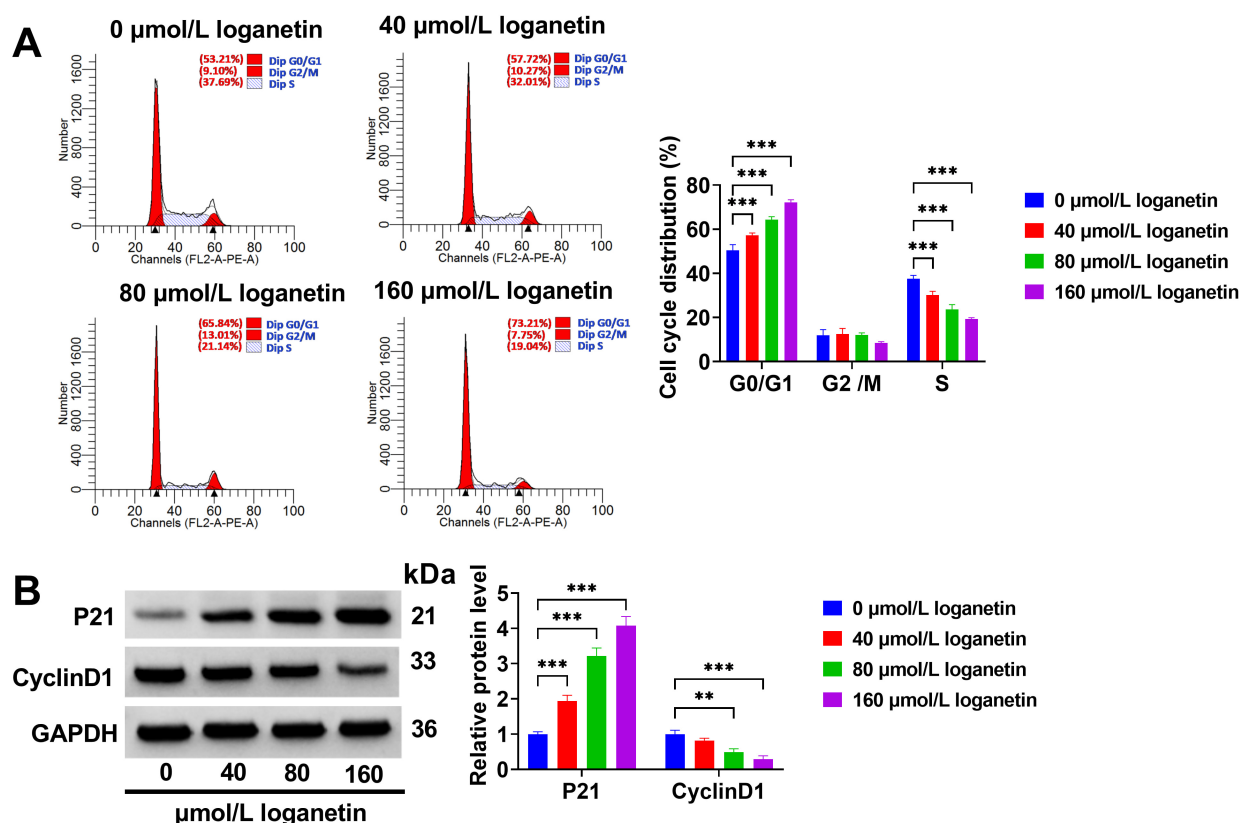 A
0 μmol/L loganetin
(53.21%) Dip G0/G1
(9.10%) Dip G2/M
(37.69%) Dip S
Number
0 400 800 1200 1600
0 20 40 60 80 100
Channels (FL2-A-PE-A)
40 μmol/L loganetin
(57.72%) Dip G0/G1
(10.27%) Dip G2/M
(32.01%) Dip S
Number
0 400 800 1200 1600
0 20 40 60 80 100
Channels (FL2-A-PE-A)
80 μmol/L loganetin
(65.84%) Dip G0/G1
(13.01%) Dip G2/M
(21.14%) Dip S
Number
0 400 800 1200 1600
0 20 40 60 80 100
Channels (FL2-A-PE-A)
160 μmol/L loganetin
(73.21%) Dip G0/G1
(7.75%) Dip G2/M
(19.04%) Dip S
Number
0 400 800 1200 1600
0 20 40 60 80 100
Channels (FL2-A-PE-A)
Cell cycle distribution (%)
80
60
40
20
0
***
***
***
***
***
***
G0/G1 G2 /M S
0 μmol/L loganetin
40 μmol/L loganetin
80 μmol/L loganetin
160 μmol/L loganetin
B
kDa
P21 21
CyclinD1 33
GAPDH 36
0 40 80 160
μmol/L loganetin
Relative protein level
5
4
3
2
1
0
***
***
***
***
**
P21 CyclinD1
0 μmol/L loganetin
40 μmol/L loganetin
80 μmol/L loganetin
160 μmol/L loganetin